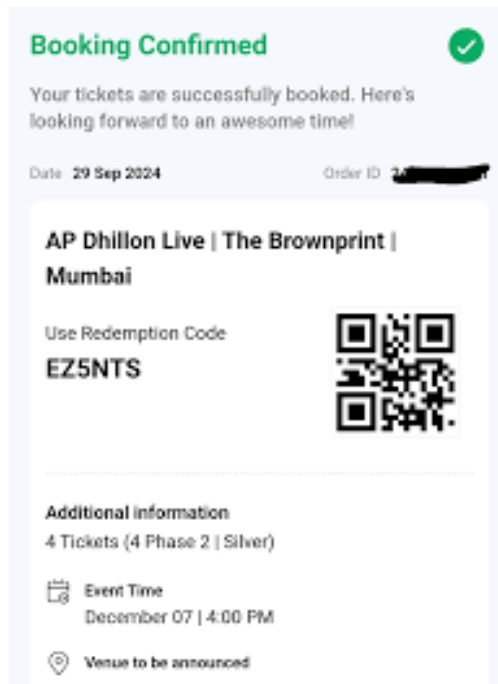 Booking Confirmed
Your tickets are successfully booked. Here's
looking forward to an awesome time!
Date 29 Sep 2024
Order ID
AP Dhillon Live | The Brownprint |
Mumbai
Use Redemption Code
EZ5NTS
Additional information
4 Tickets (4 Phase 2 | Silver)
Event Time
December 07 | 4:00 PM
Venue to be announced